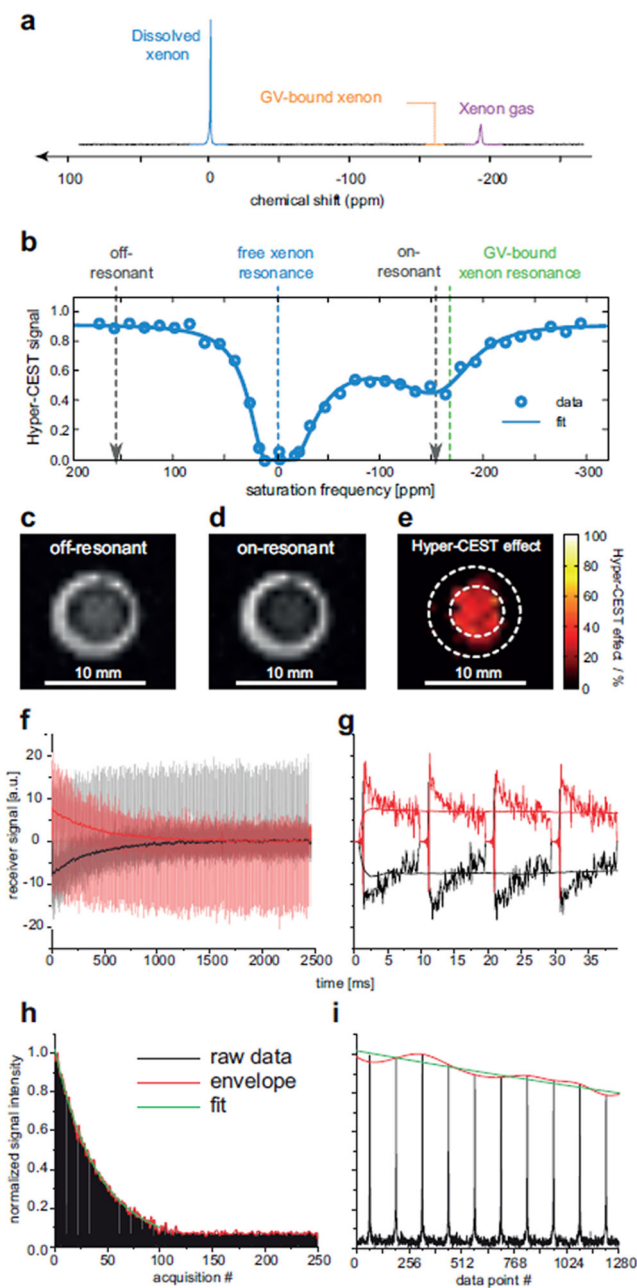 a
Dissolved
xenon
GV-bound xenon
Xenon gas
100 0 -100 -200
chemical shift (ppm)
b
off-
resonant
free xenon
resonance
on-
resonant
GV-bound
xenon resonance
Hyper-CEST signal
1.0
0.8
0.6
0.4
0.2
0.0
data
fit
200 100 0 -100 -200 -300
saturation frequency [ppm]
c
off-resonant
10 mm
d
on-resonant
10 mm
e
Hyper-CEST effect
10 mm
100
80
60
40
20
0
Hyper-CEST effect / %
f
receiver signal [a.u.]
20
10
0
-10
-20
0 500 1000 1500 2000 2500
g
0 5 10 15 20 25 30 35
time [ms]
h
normalized signal intensity
1.0
0.8
0.6
0.4
0.2
0.0
raw data
envelope
fit
0 50 100 150 200 250
acquisition #
i
0 256 512 768 1024 1280
data point #